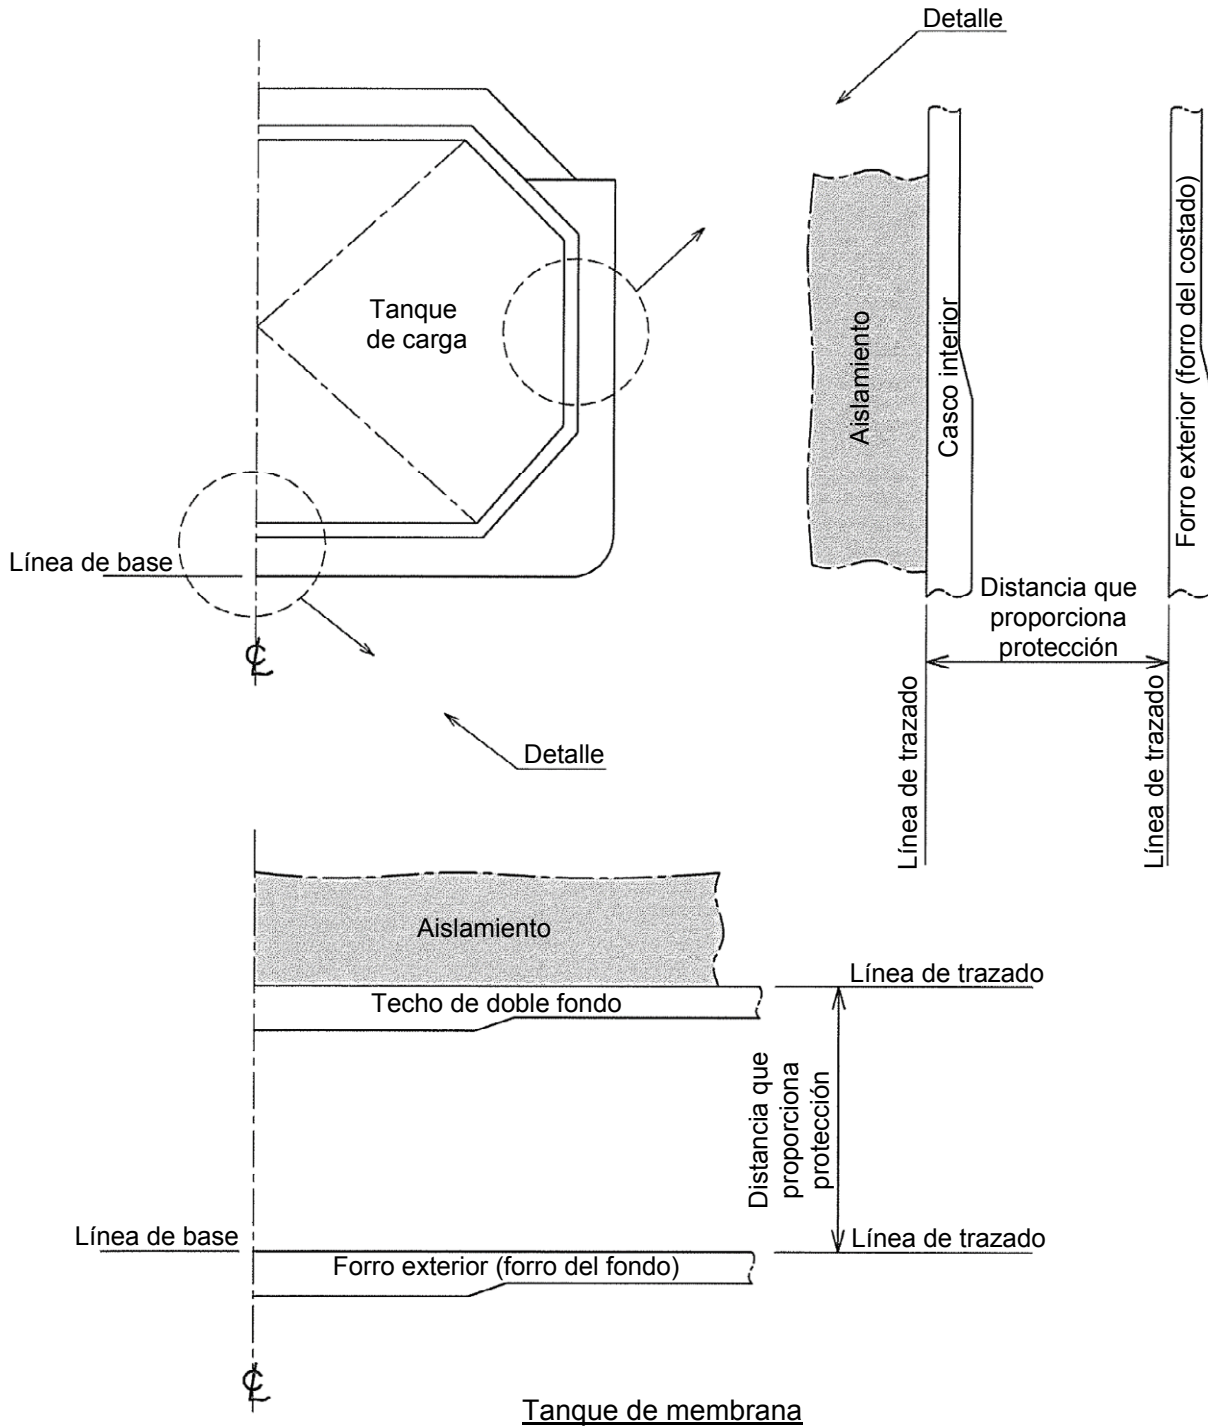 Detalle
Tanque
de carga
Aislamiento
Casco interior
Forro exterior (forro del costado)
Línea de base
℄
Distancia que
proporciona
protección
Línea de trazado
Línea de trazado
Detalle
Aislamiento
Línea de trazado
Techo de doble fondo
Distancia que
proporciona
protección
Línea de base
Línea de trazado
Forro exterior (forro del fondo)
℄
Tanque de membrana